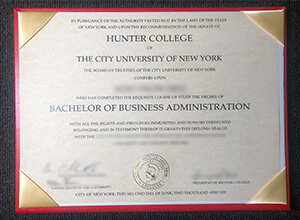 IN PURSUANCE OF THE AUTHORITY VESTED BY THE LAWS OF THE STATE
OF NEW YORK AND UPON THE RECOMMENDATION OF THE SENATE OF
HUNTER COLLEGE
OF
THE CITY UNIVERSITY OF NEW YORK
THE BOARD OF TRUSTEES OF THE CITY UNIVERSITY OF NEW YORK
CONFERS UPON
WHO HAS COMPLETED THE REQUISITE COURSE OF STUDY THE DEGREE OF
BACHELOR OF BUSINESS ADMINISTRATION
WITH ALL THE RIGHTS AND PRIVILEGES IMMUNITIES AND HONORS THEREUNTO
BELONGING AND IN TESTIMONY THEREOF IT GRANTS THIS DIPLOMA SEALED
WITH THE
PRESIDENT OF HUNTER COLLEGE
CITY OF NEW YORK, THIS SECOND DAY OF JUNE, TWO THOUSAND AND TEN